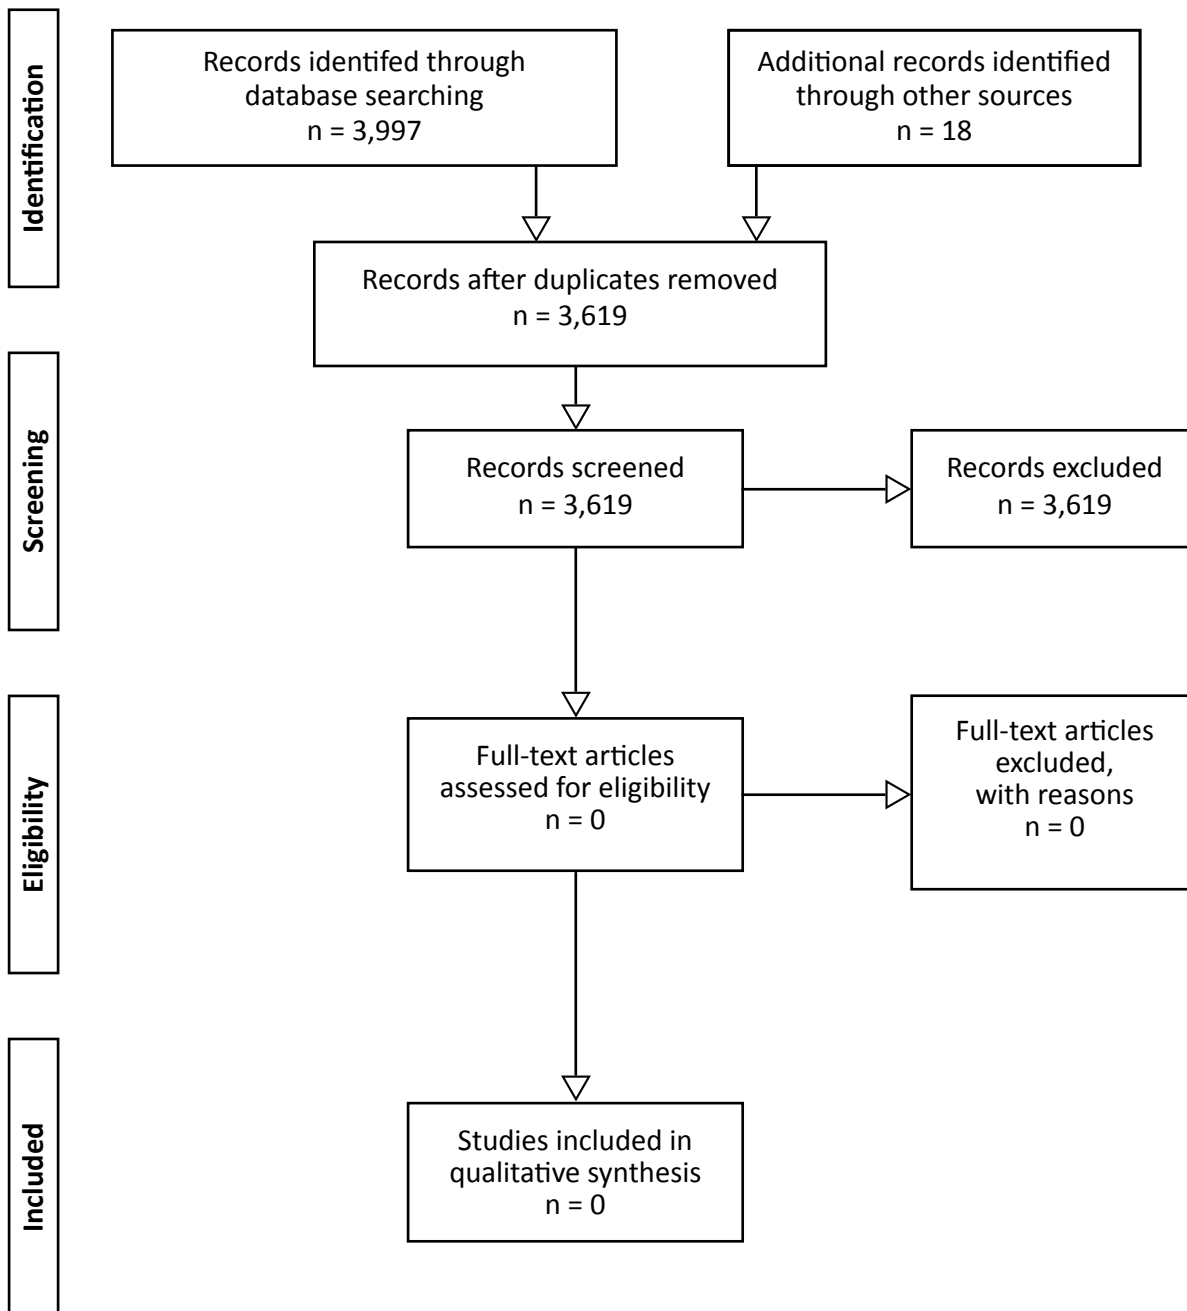 Identification
Records identifed through
database searching
n = 3,997
Additional records identified
through other sources
n = 18
Records after duplicates removed
n = 3,619
Screening
Records screened
n = 3,619
Records excluded
n = 3,619
Eligibility
Full-text articles
assessed for eligibility
n = 0
Full-text articles
excluded,
with reasons
n = 0
Included
Studies included in
qualitative synthesis
n = 0